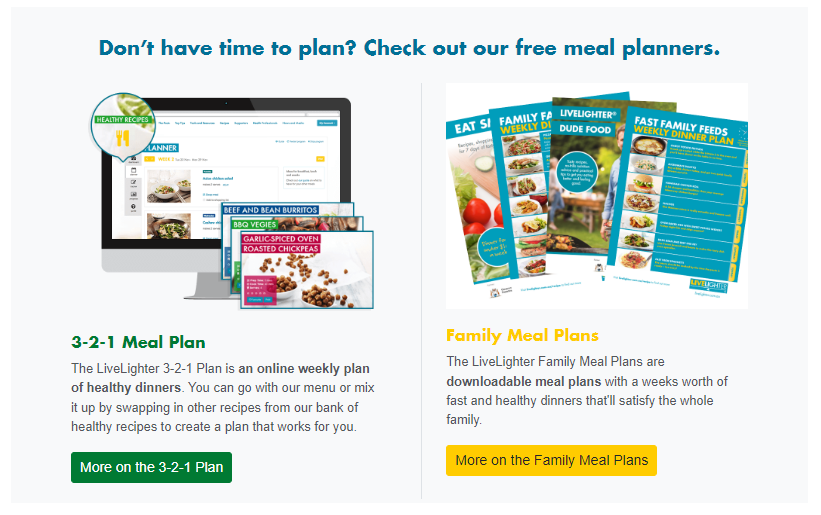 Don't have time to plan? Check out our free meal planners.
HEALTHY RECIPES
PLANNER
WEEK
BEEF AND BEAN BURRITOS
BBQ VEGIES
GARLIC-SPICED OVEN
ROASTED CHICKPEAS
EAT
FAMILY
WEEKLY
LIVELIGHTER®
DUDE FOOD
FAST FAMILY FEEDS
WEEKLY DINNER PLAN
LIVELIGHTER
3-2-1 Meal Plan
The LiveLighter 3-2-1 Plan is an online weekly plan
of healthy dinners. You can go with our menu or mix
it up by swapping in other recipes from our bank of
healthy recipes to create a plan that works for you.
More on the 3-2-1 Plan
Family Meal Plans
The LiveLighter Family Meal Plans are
downloadable meal plans with a weeks worth of
fast and healthy dinners that'll satisfy the whole
family.
More on the Family Meal Plans